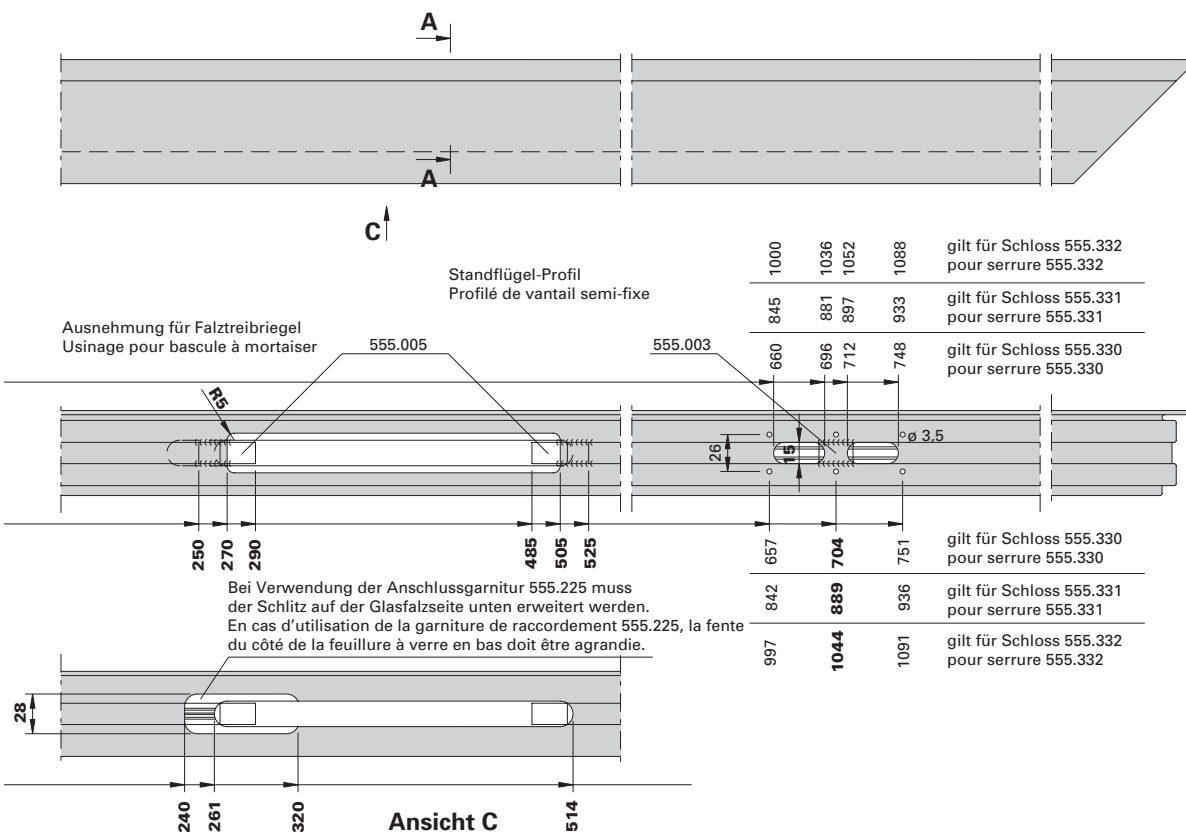 A
A
C
1000 1036 1052 1088 gilt für Schloss 555.332
pour serrure 555.332
Standflügel-Profil
Profilé de vantail semi-fixe
845 881 897 933 gilt für Schloss 555.331
pour serrure 555.331
Ausnehmung für Falztreibriegel
Usinage pour bascule à mortaiser
555.005
555.003
660 696 712 748 gilt für Schloss 555.330
pour serrure 555.330
R5
ø 3,5
26
15
250 270 290 485 505 525
657 704 751 gilt für Schloss 555.330
pour serrure 555.330
Bei Verwendung der Anschlussgarnitur 555.225 muss
der Schlitz auf der Glasfalzseite unten erweitert werden.
En cas d'utilisation de la garniture de raccordement 555.225, la fente
du côté de la feuillure à verre en bas doit être agrandie.
842 889 936 gilt für Schloss 555.331
pour serrure 555.331
997 1044 1091 gilt für Schloss 555.332
pour serrure 555.332
28
240 261 320 514
Ansicht C